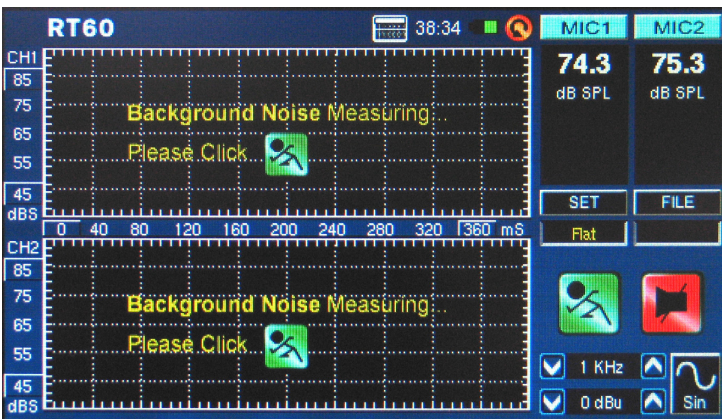 RT60
38:34
MIC1
MIC2
CH1
85
75
65
55
45
dBS
Background Noise Measuring...
Please Click
74.3
dB SPL
75.3
dB SPL
SET
FILE
Flat
0 40 80 120 160 200 240 280 320 360 mS
CH2
85
75
65
55
45
dBS
Background Noise Measuring...
Please Click
1 KHz
0 dBu
Sin